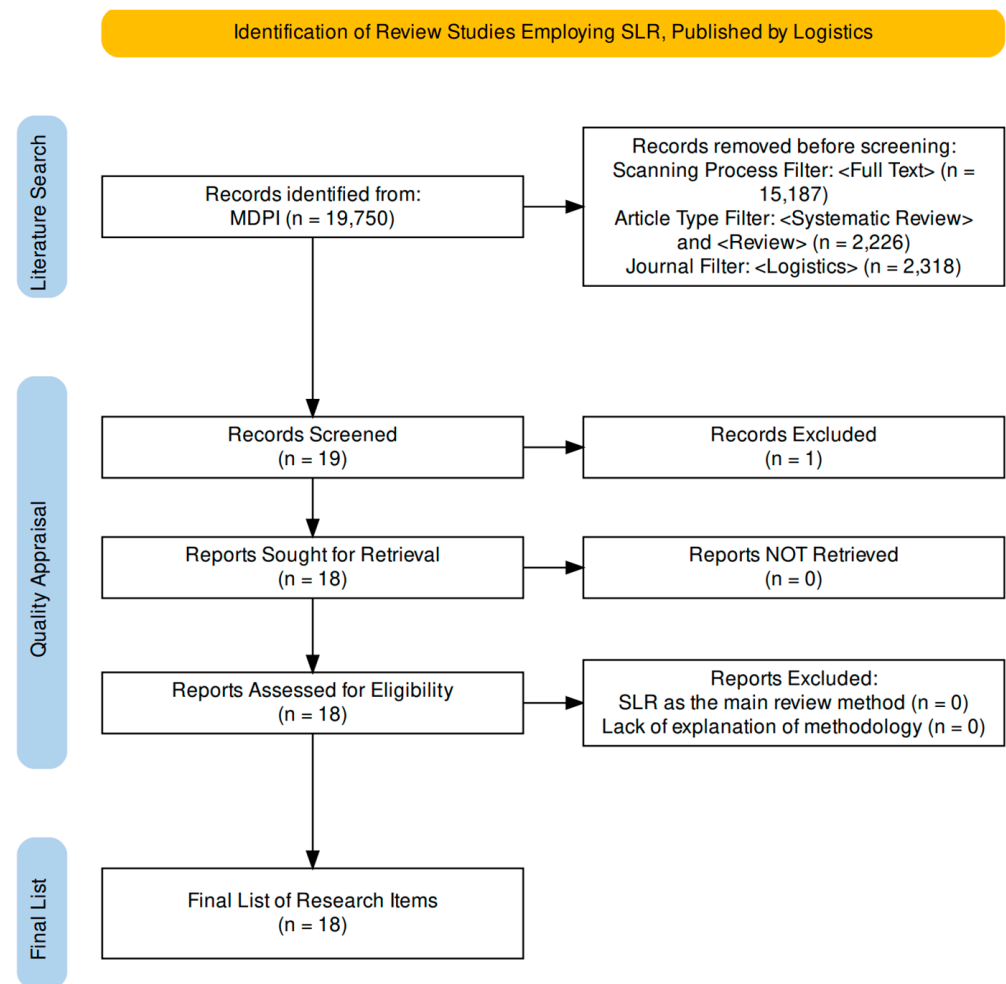 Identification of Review Studies Employing SLR, Published by Logistics
Literature Search
Records identified from:
MDPI (n = 19,750)
Records removed before screening:
Scanning Process Filter: <Full Text> (n =
15,187)
Article Type Filter: <Systematic Review>
and <Review> (n = 2,226)
Journal Filter: <Logistics> (n = 2,318)
Quality Appraisal
Records Screened
(n = 19)
Records Excluded
(n = 1)
Reports Sought for Retrieval
(n = 18)
Reports NOT Retrieved
(n = 0)
Reports Assessed for Eligibility
(n = 18)
Reports Excluded:
SLR as the main review method (n = 0)
Lack of explanation of methodology (n = 0)
Final List
Final List of Research Items
(n = 18)